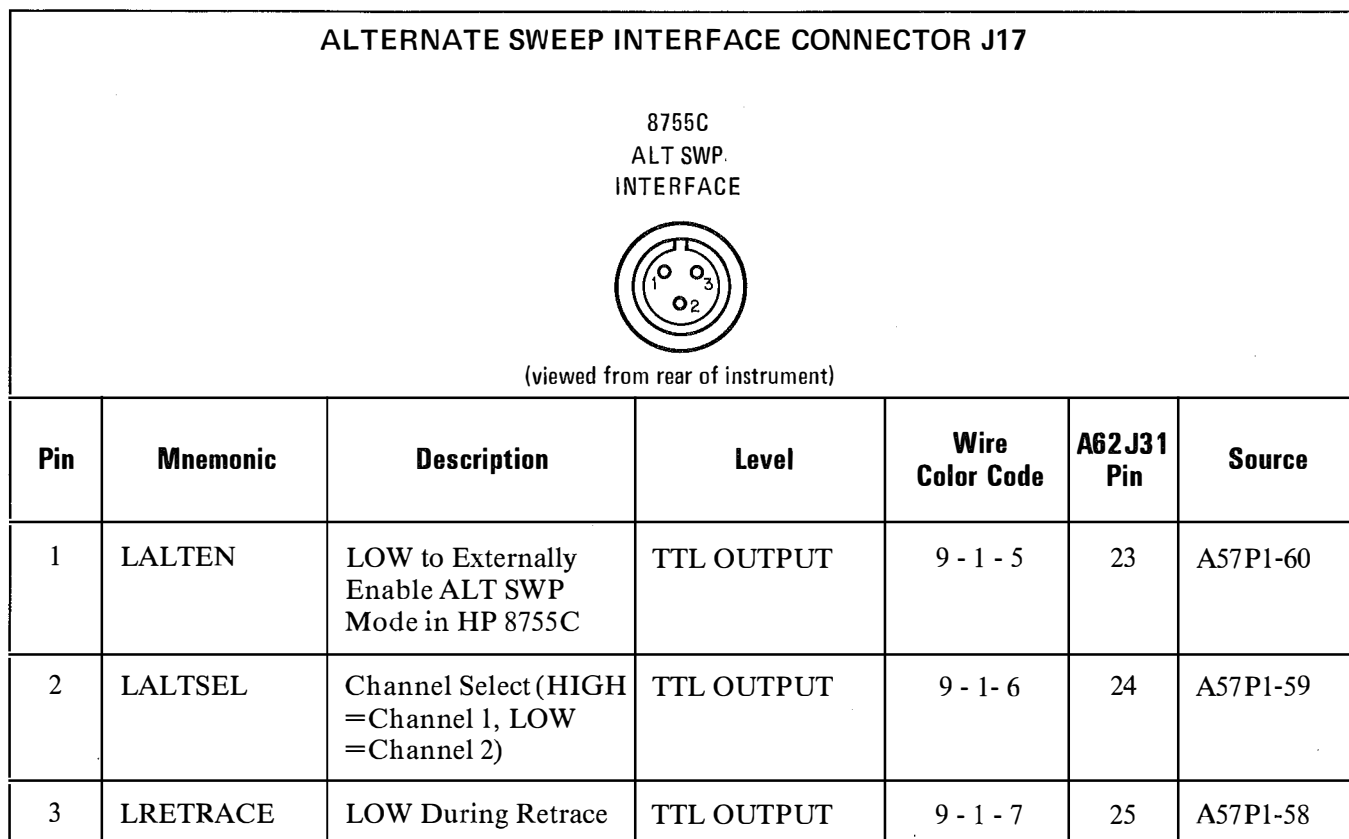 ALTERNATE SWEEP INTERFACE CONNECTOR J17
8755C
ALT SWP
INTERFACE
1 3
2
(viewed from rear of instrument)
Pin Mnemonic Description Level Wire Color Code A62J31 Pin Source
1 LALTEN LOW to Externally TTL OUTPUT 9 - 1 - 5 23 A57P1-60
Enable ALT SWP
Mode in HP 8755C
2 LALTSEL Channel Select (HIGH TTL OUTPUT 9 - 1- 6 24 A57P1-59
=Channel 1, LOW
=Channel 2)
3 LRETRACE LOW During Retrace TTL OUTPUT 9 - 1 - 7 25 A57P1-58